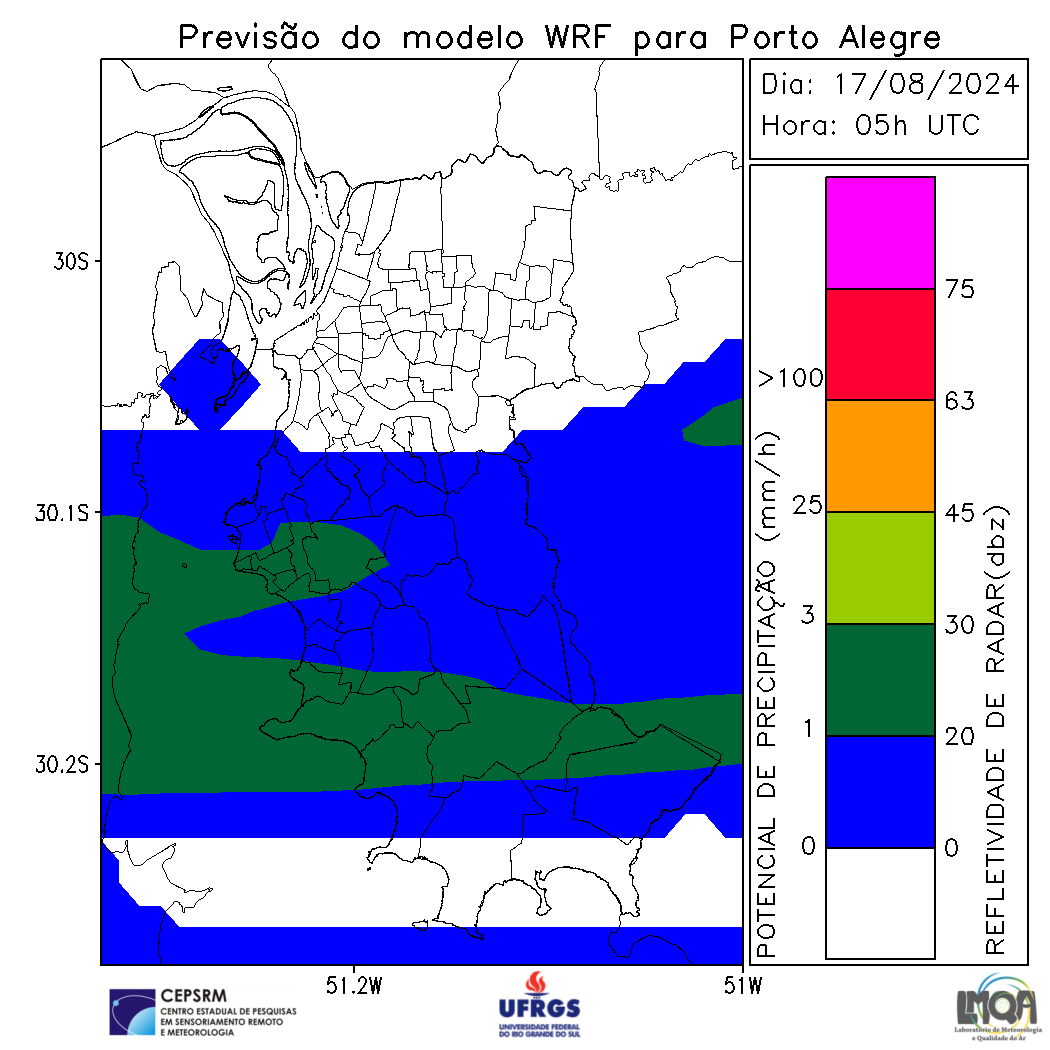 Previsão do modelo WRF para Porto Alegre
Dia: 17/08/2024
Hora: 05h UTC
30S
30.1S
30.2S
51.2W
51W
POTENCIAL DE PRECIPITAÇÃO (mm/h)
>100
25
3
1
0
75
63
45
30
20
0
REFLETIVIDADE DE RADAR(dbz)
CEPSRM
CENTRO ESTADUAL DE PESQUISAS
EM SENSORIAMENTO REMOTO
E METEOROLOGIA
UFRGS
UNIVERSIDADE FEDERAL
DO RIO GRANDE DO SUL
LMQA
Laboratório de Meteorologia
e Qualidade do Ar